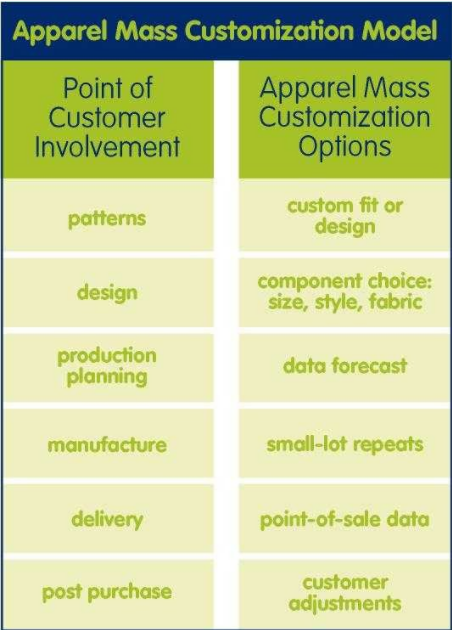 Apparel Mass Customization Model
Point of
Customer
Involvement
Apparel Mass
Customization
Options
patterns
custom fit or
design
design
component choice:
size, style, fabric
production
planning
data forecast
manufacture
small-lot repeats
delivery
point-of-sale data
post purchase
customer
adjustments